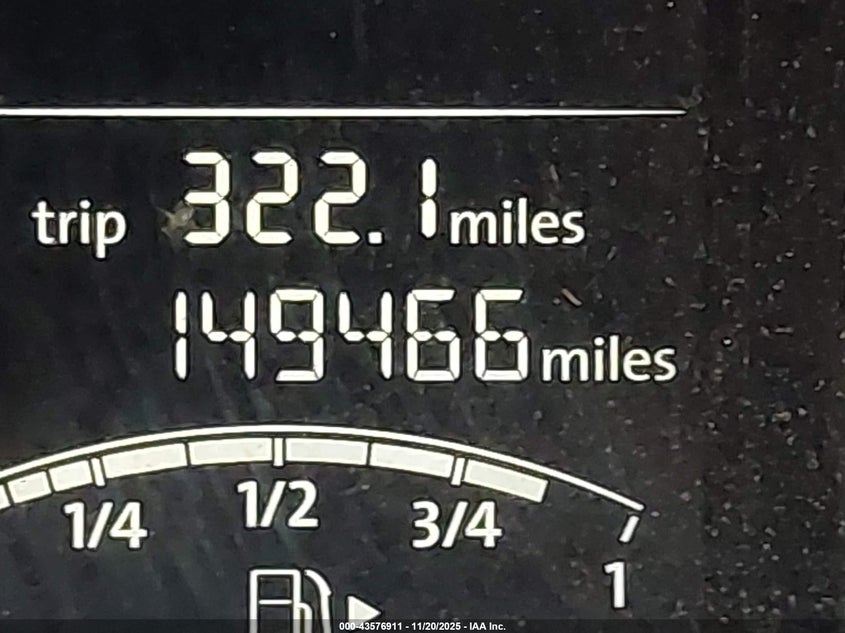 trip 322.1 miles
149466 miles
1/4 1/2 3/4 1
000-43576911 - 11/20/2025 - IAA Inc.